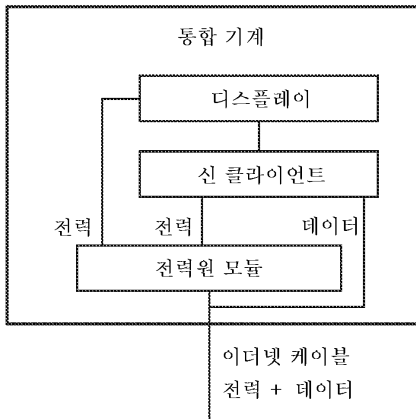 통합 기계
디스플레이
신 클라이언트
전력
전력
데이터
전력원 모듈
이더넷 케이블
전력 + 데이터